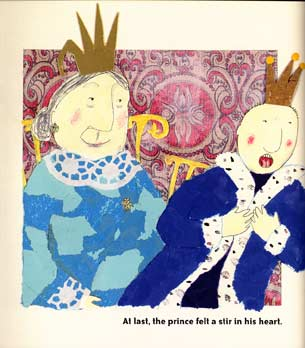 At last, the prince felt a stir in his heart.